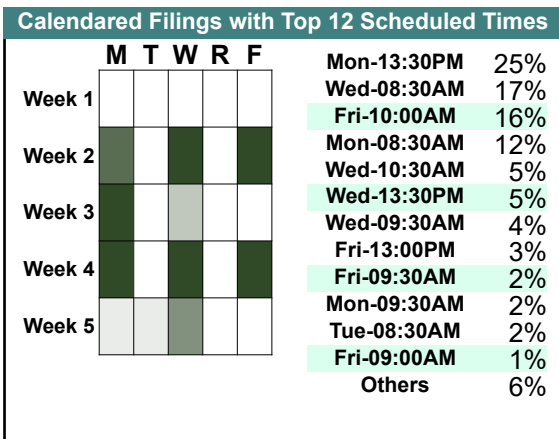 Calendared Filings with Top 12 Scheduled Times
M T W R F
Week 1
Week 2
Week 3
Week 4
Week 5
Mon-13:30PM 25%
Wed-08:30AM 17%
Fri-10:00AM 16%
Mon-08:30AM 12%
Wed-10:30AM 5%
Wed-13:30PM 5%
Wed-09:30AM 4%
Fri-13:00PM 3%
Fri-09:30AM 2%
Mon-09:30AM 2%
Tue-08:30AM 2%
Fri-09:00AM 1%
Others 6%